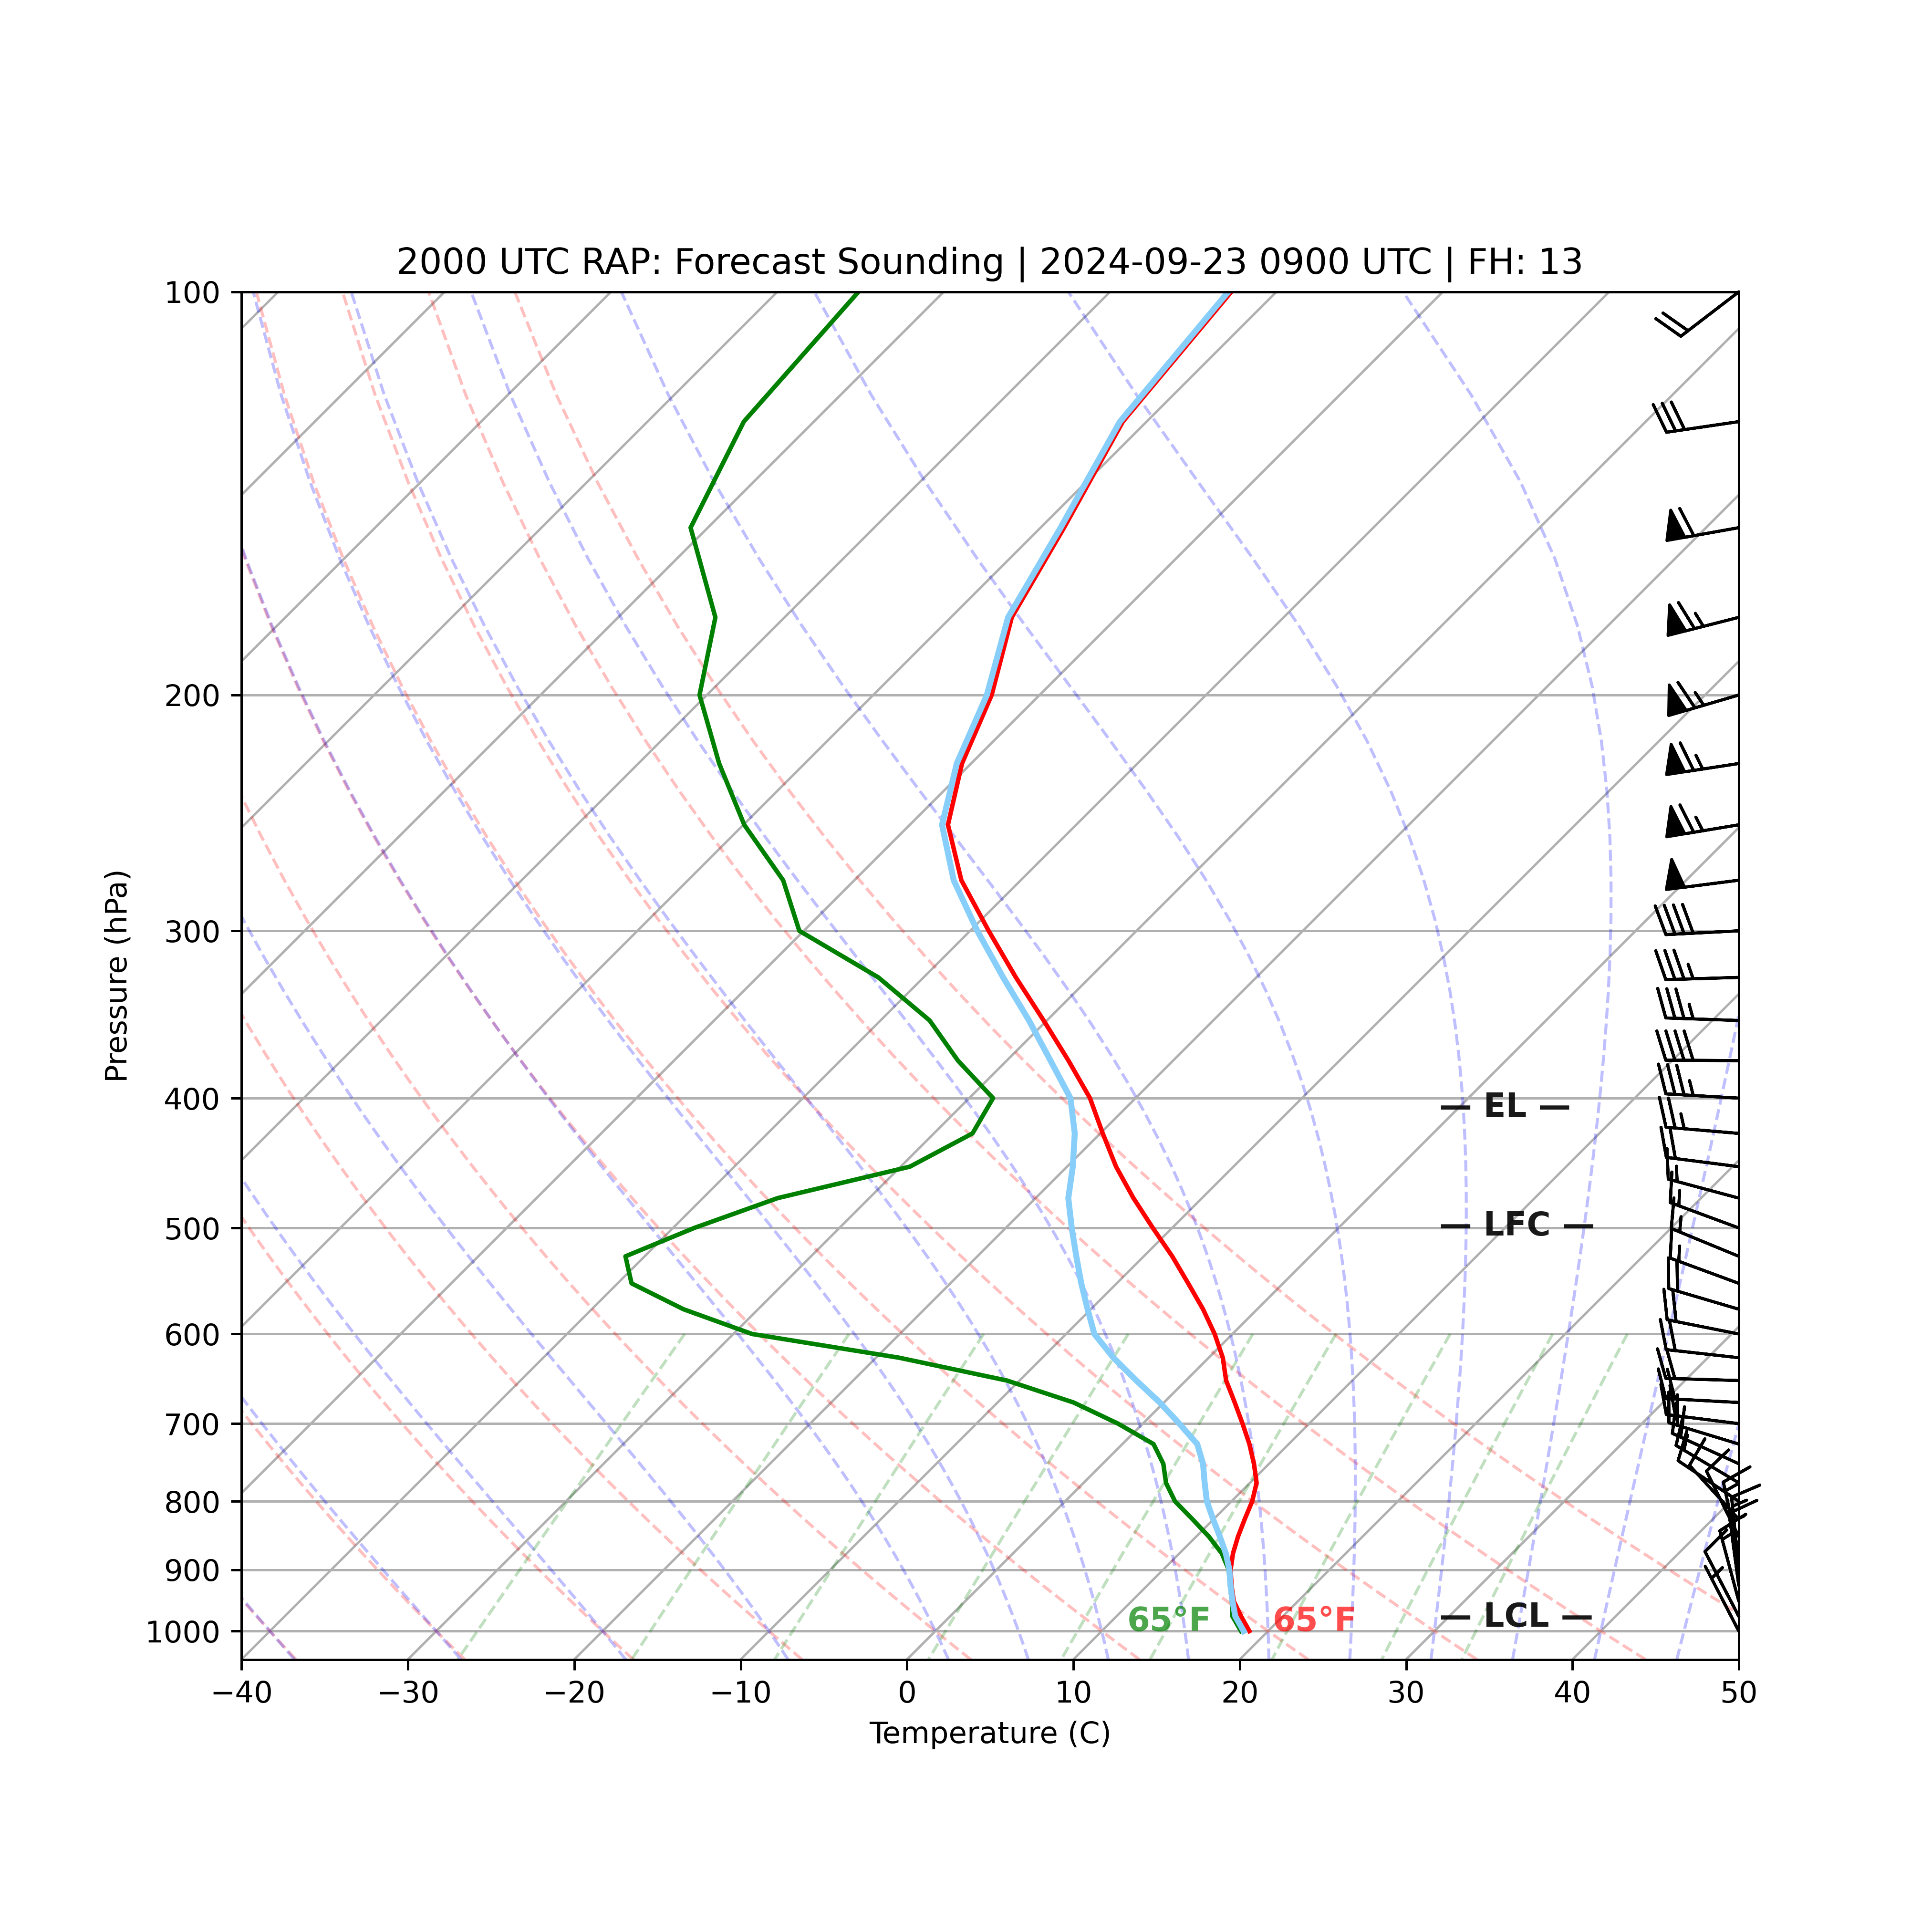 2000 UTC RAP: Forecast Sounding | 2024-09-23 0900 UTC | FH: 13
100
200
300
400
500
600
700
800
900
1000
Pressure (hPa)
— EL —
— LFC —
65°F 65°F — LCL —
−40 −30 −20 −10 0 10 20 30 40 50
Temperature (C)